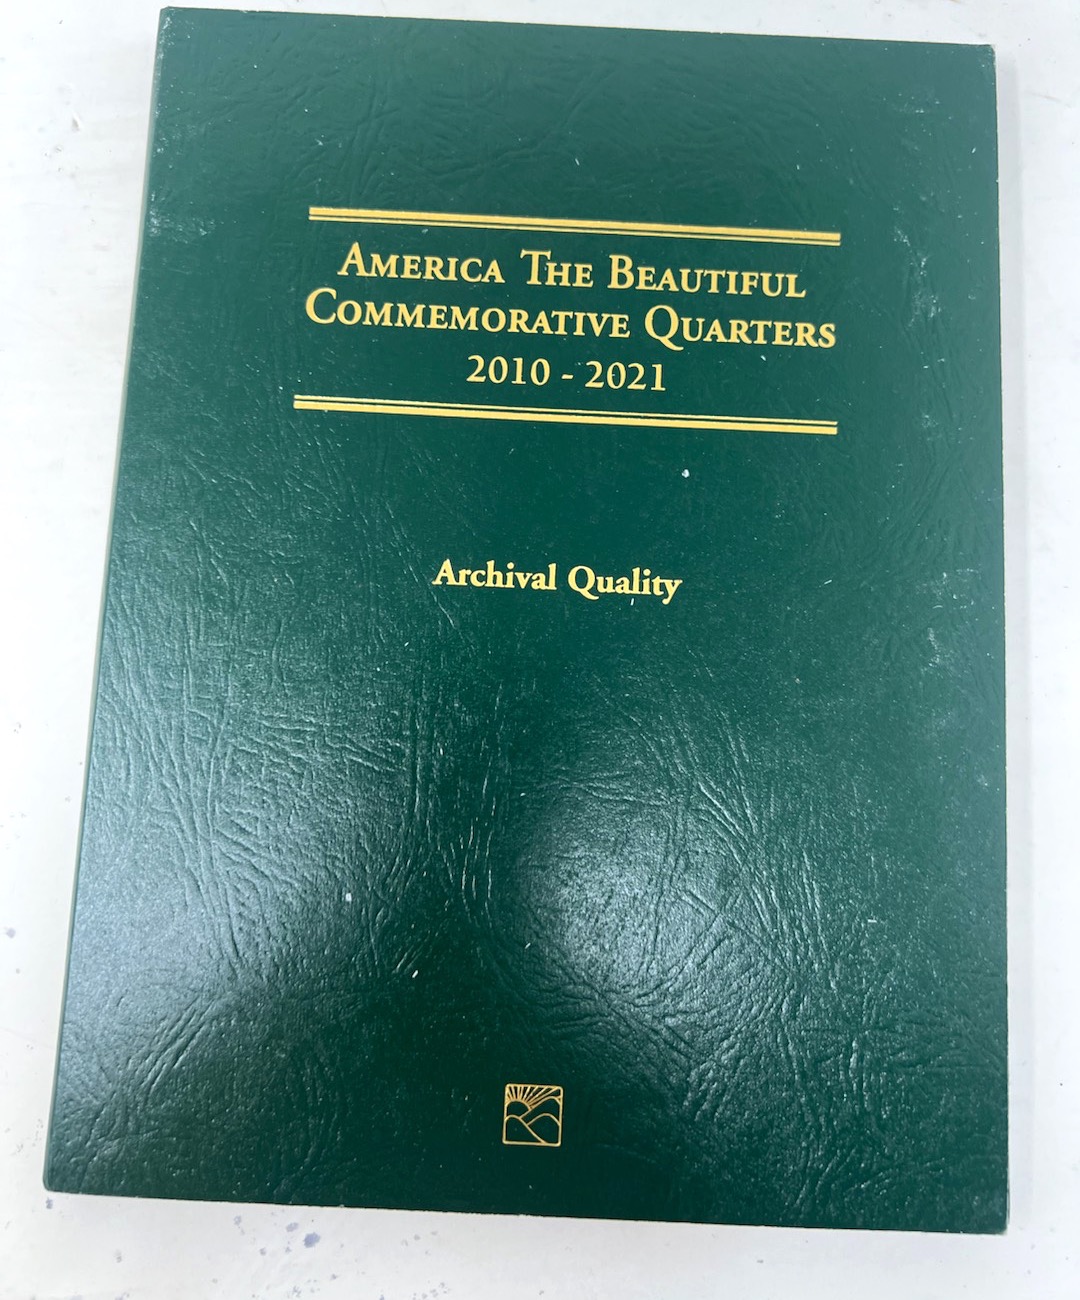 America The Beautiful
Commemorative Quarters
2010 - 2021
Archival Quality